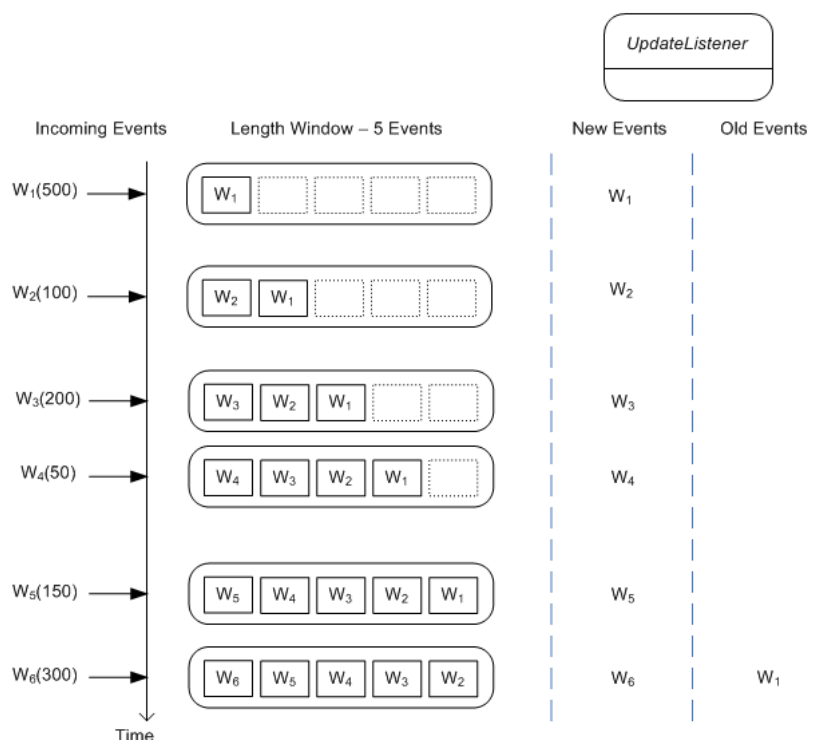 UpdateListener
Incoming Events Length Window – 5 Events New Events Old Events
W₁(500) W₁ W₁
W₂(100) W₂ W₁ W₂
W₃(200) W₃ W₂ W₁ W₃
W₄(50) W₄ W₃ W₂ W₁ W₄
W₅(150) W₅ W₄ W₃ W₂ W₁ W₅
W₆(300) W₆ W₅ W₄ W₃ W₂ W₆ W₁
Time